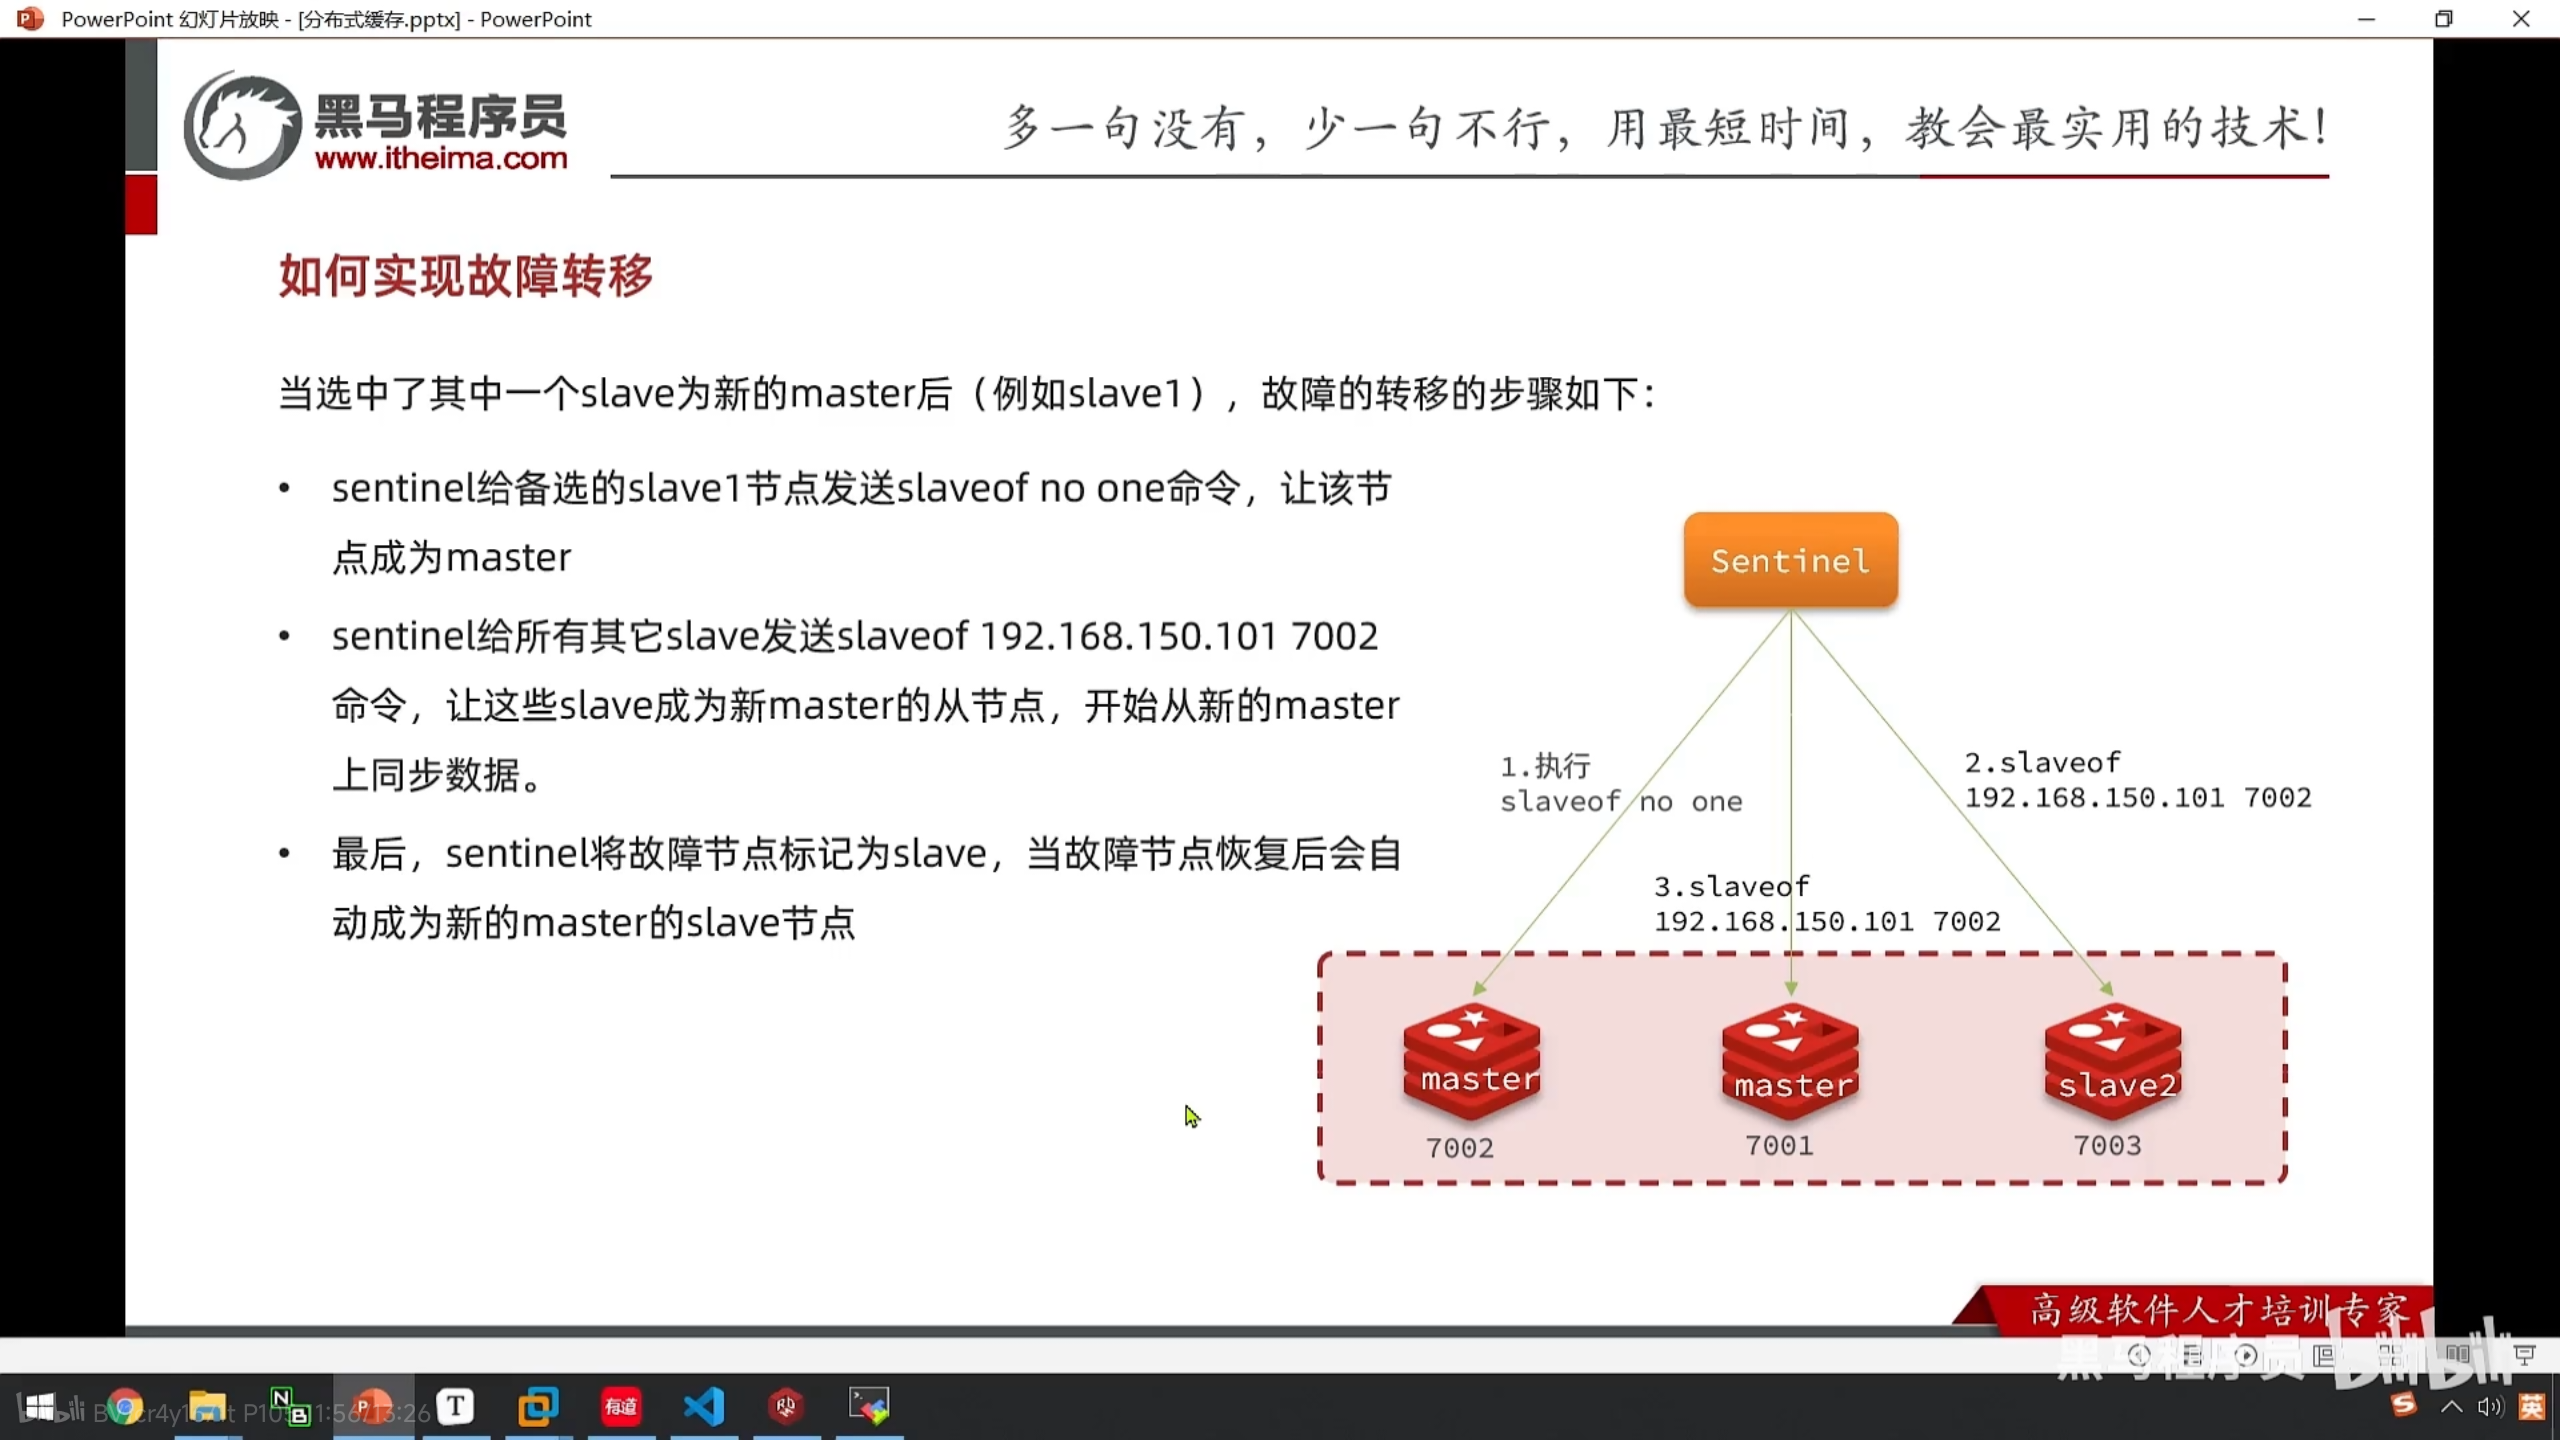 PowerPoint 幻灯片放映 - [分布式缓存.pptx] - PowerPoint
黑马程序员
www.itheima.com
多一句没有，少一句不行，用最短时间，教会最实用的技术！
如何实现故障转移
当选中了其中一个slave为新的master后（例如slave1），故障的转移的步骤如下：
• sentinel给备选的slave1节点发送slaveof no one命令，让该节
点成为master
• sentinel给所有其它slave发送slaveof 192.168.150.101 7002
命令，让这些slave成为新master的从节点，开始从新的master
上同步数据。
• 最后，sentinel将故障节点标记为slave，当故障节点恢复后会自
动成为新的master的slave节点
Sentinel
1.执行
slaveof no one
2.slaveof
192.168.150.101 7002
3.slaveof
192.168.150.101 7002
master
master
slave2
7002
7001
7003
高级软件人才培训专家
黑马程序员 bilibili
有道
英